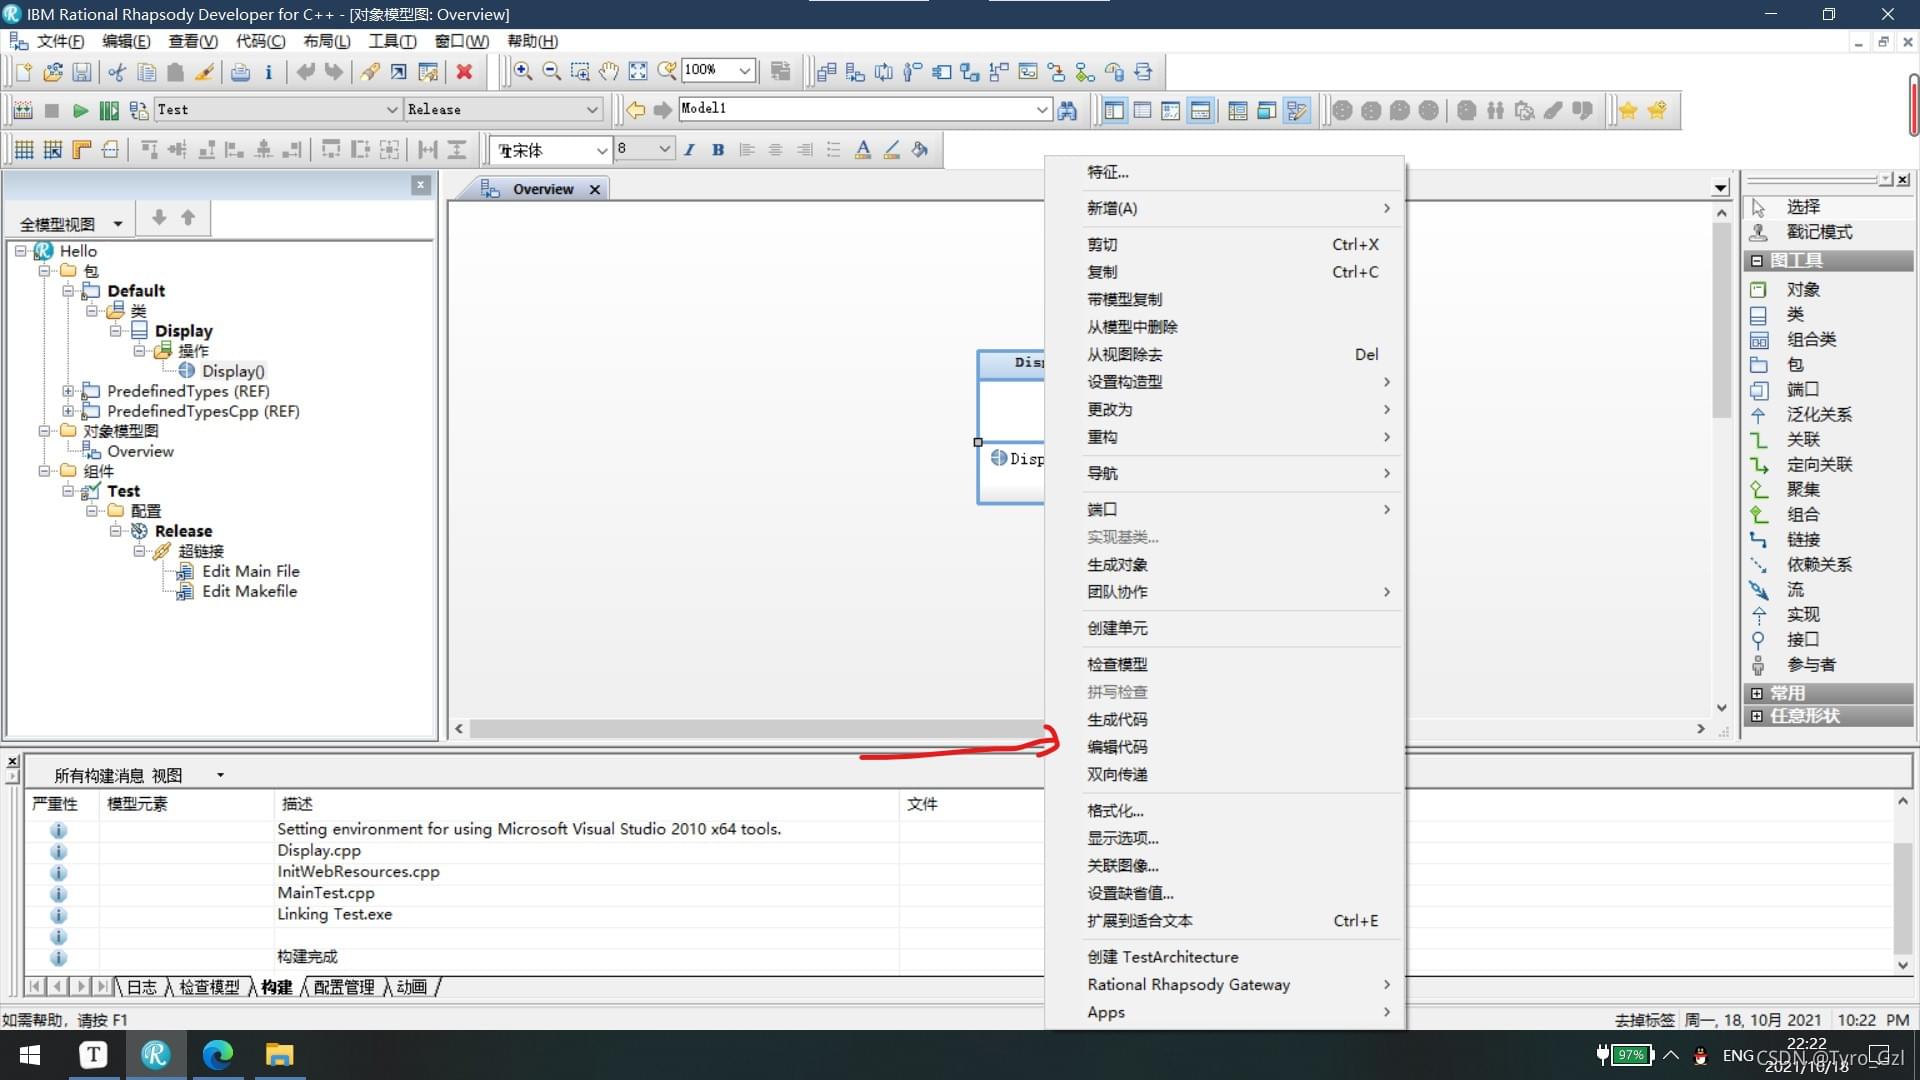 IBM Rational Rhapsody Developer for C++ - [对象模型图: Overview]
文件(F) 编辑(E) 查看(V) 代码(C) 布局(L) 工具(T) 窗口(W) 帮助(H)
100%
Test Release Model1
宋体 8
Overview
全模型视图
Hello
包
Default
类
Display
操作
Display()
PredefinedTypes (REF)
PredefinedTypesCpp (REF)
对象模型图
Overview
组件
Test
配置
Release
超链接
Edit Main File
Edit Makefile
Disp
Disp
特征...
新增(A)
剪切 Ctrl+X
复制 Ctrl+C
带模型复制
从模型中删除
从视图除去 Del
设置构造型
更改为
重构
导航
端口
实现基类...
生成对象
团队协作
创建单元
检查模型
拼写检查
生成代码
编辑代码
双向传递
格式化...
显示选项...
关联图像...
设置缺省值...
扩展到适合文本 Ctrl+E
创建 TestArchitecture
Rational Rhapsody Gateway
Apps
选择
戳记模式
图工具
对象
类
组合类
包
端口
泛化关系
关联
定向关联
聚集
组合
链接
依赖关系
流
实现
接口
参与者
常用
任意形状
所有构建消息 视图
严重性 模型元素 描述 文件
Setting environment for using Microsoft Visual Studio 2010 x64 tools.
Display.cpp
InitWebResources.cpp
MainTest.cpp
Linking Test.exe
构建完成
日志 检查模型 构建 配置管理 动画
如需帮助，请按 F1
去掉标签 周一, 18, 10月 2021 10:22 PM
97% ENG 22:22
2021/10/18
CSDN @Tyro_Gzl